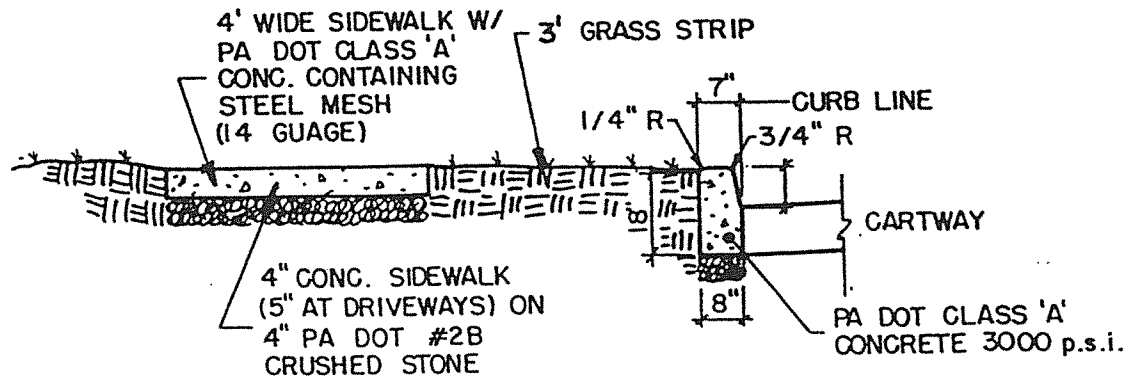 4' WIDE SIDEWALK W/
PA DOT CLASS 'A'
CONC. CONTAINING
STEEL MESH
(14 GUAGE)
3' GRASS STRIP
7"
CURB LINE
1/4" R
3/4" R
18
CARTWAY
4" CONC. SIDEWALK
(5" AT DRIVEWAYS) ON
4" PA DOT #2B
CRUSHED STONE
8"
PA DOT CLASS 'A'
CONCRETE 3000 p.s.i.